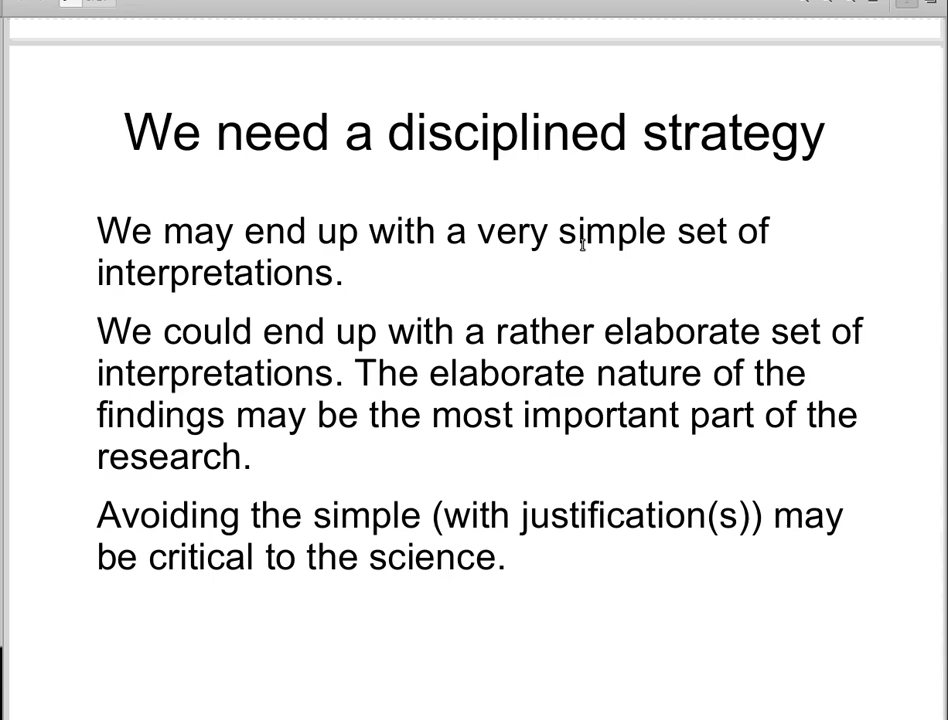 We need a disciplined strategy
We may end up with a very simple set of
interpretations.
We could end up with a rather elaborate set of
interpretations. The elaborate nature of the
findings may be the most important part of the
research.
Avoiding the simple (with justification(s)) may
be critical to the science.